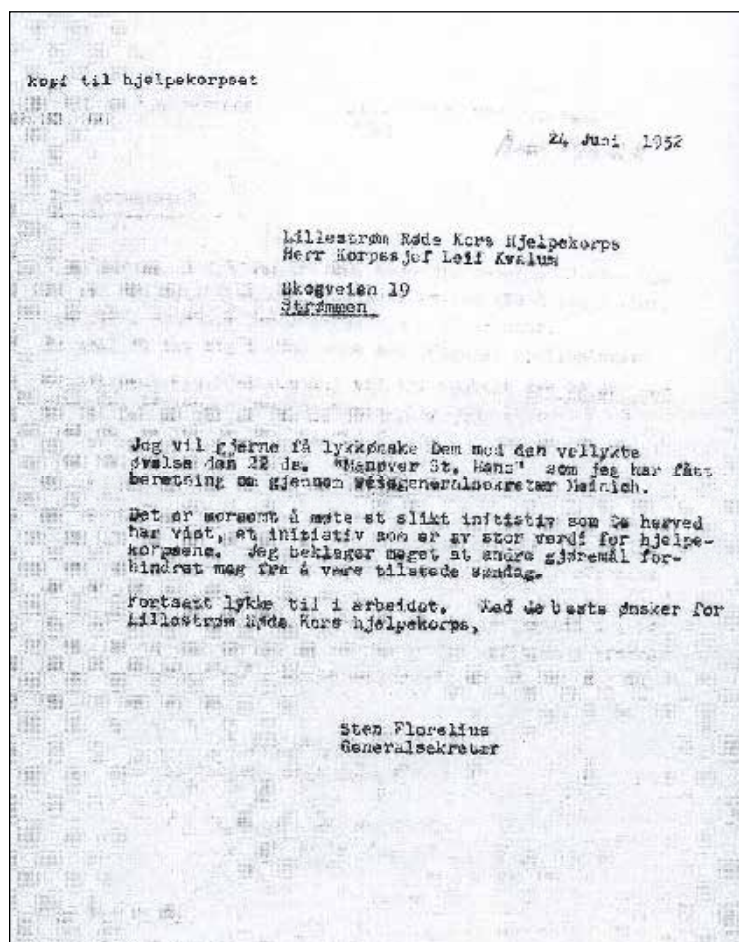 kopi til hjelpekorpset
24 Juni 1952
Lillestrøm Røde Kors Hjelpekorps
Herr Korpssjef Leif Kvalum
Skogveien 19
Strømmen
Jeg vil gjerne få lykkønske Dem med den vellykte
øvelse den 22 ds. "Manøver St. Hans" som jeg har fått
beretning om gjennom visegeneralsekretær Meinich.
Det er morsomt å møte et slikt initiativ som De herved
har vist, et initiativ som er av stor verdi for hjelpe-
korpsene. Jeg beklager meget at andre gjøremål for-
hindret meg fra å være tilstede søndag.
Fortsatt lykke til i arbeidet. Med de beste ønsker for
Lillestrøm Røde Kors hjelpekorps,
Sten Florelius
Generalsekretær